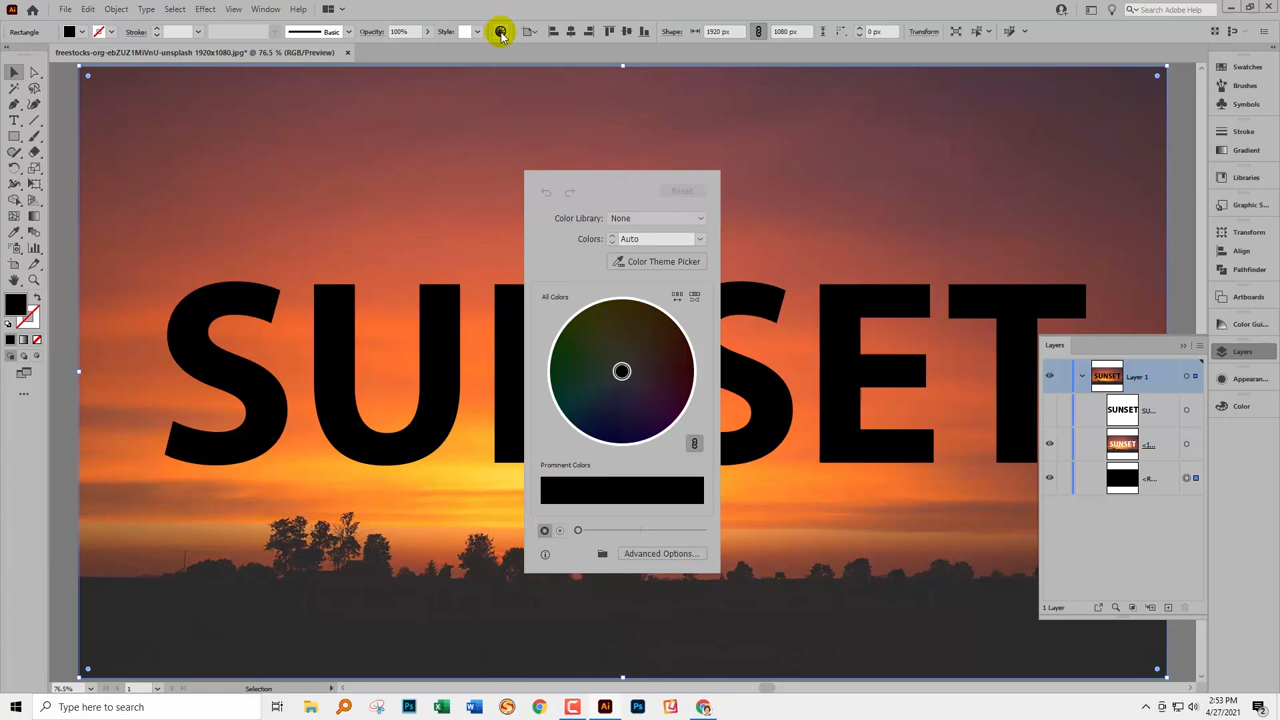 File Edit Object Type Select Effect View Window Help
Search Adobe Help
Rectangle Stroke: Basic Opacity: 100% Style: Shape: 1920 px 1080 px 0 px Transform
freestocks-org-ebZUZ1MiVnU-unsplash 1920x1080.jpg* @ 76.5 % (RGB/Preview) ×
Swatches
Brushes
Symbols
Stroke
Gradient
Libraries
Graphic S...
Transform
Align
Pathfinder
Artboards
Color Gui...
Layers
Appearan...
Color
SUNSET
Reset
Color Library: None
Colors: Auto
Color Theme Picker
All Colors
Prominent Colors
Advanced Options...
Layers
SUNSET Layer 1
SUNSET SU...
SUNSET <I...
<R...
1 Layer
76.5% 1 Selection
Type here to search
2:53 PM
4/27/2021